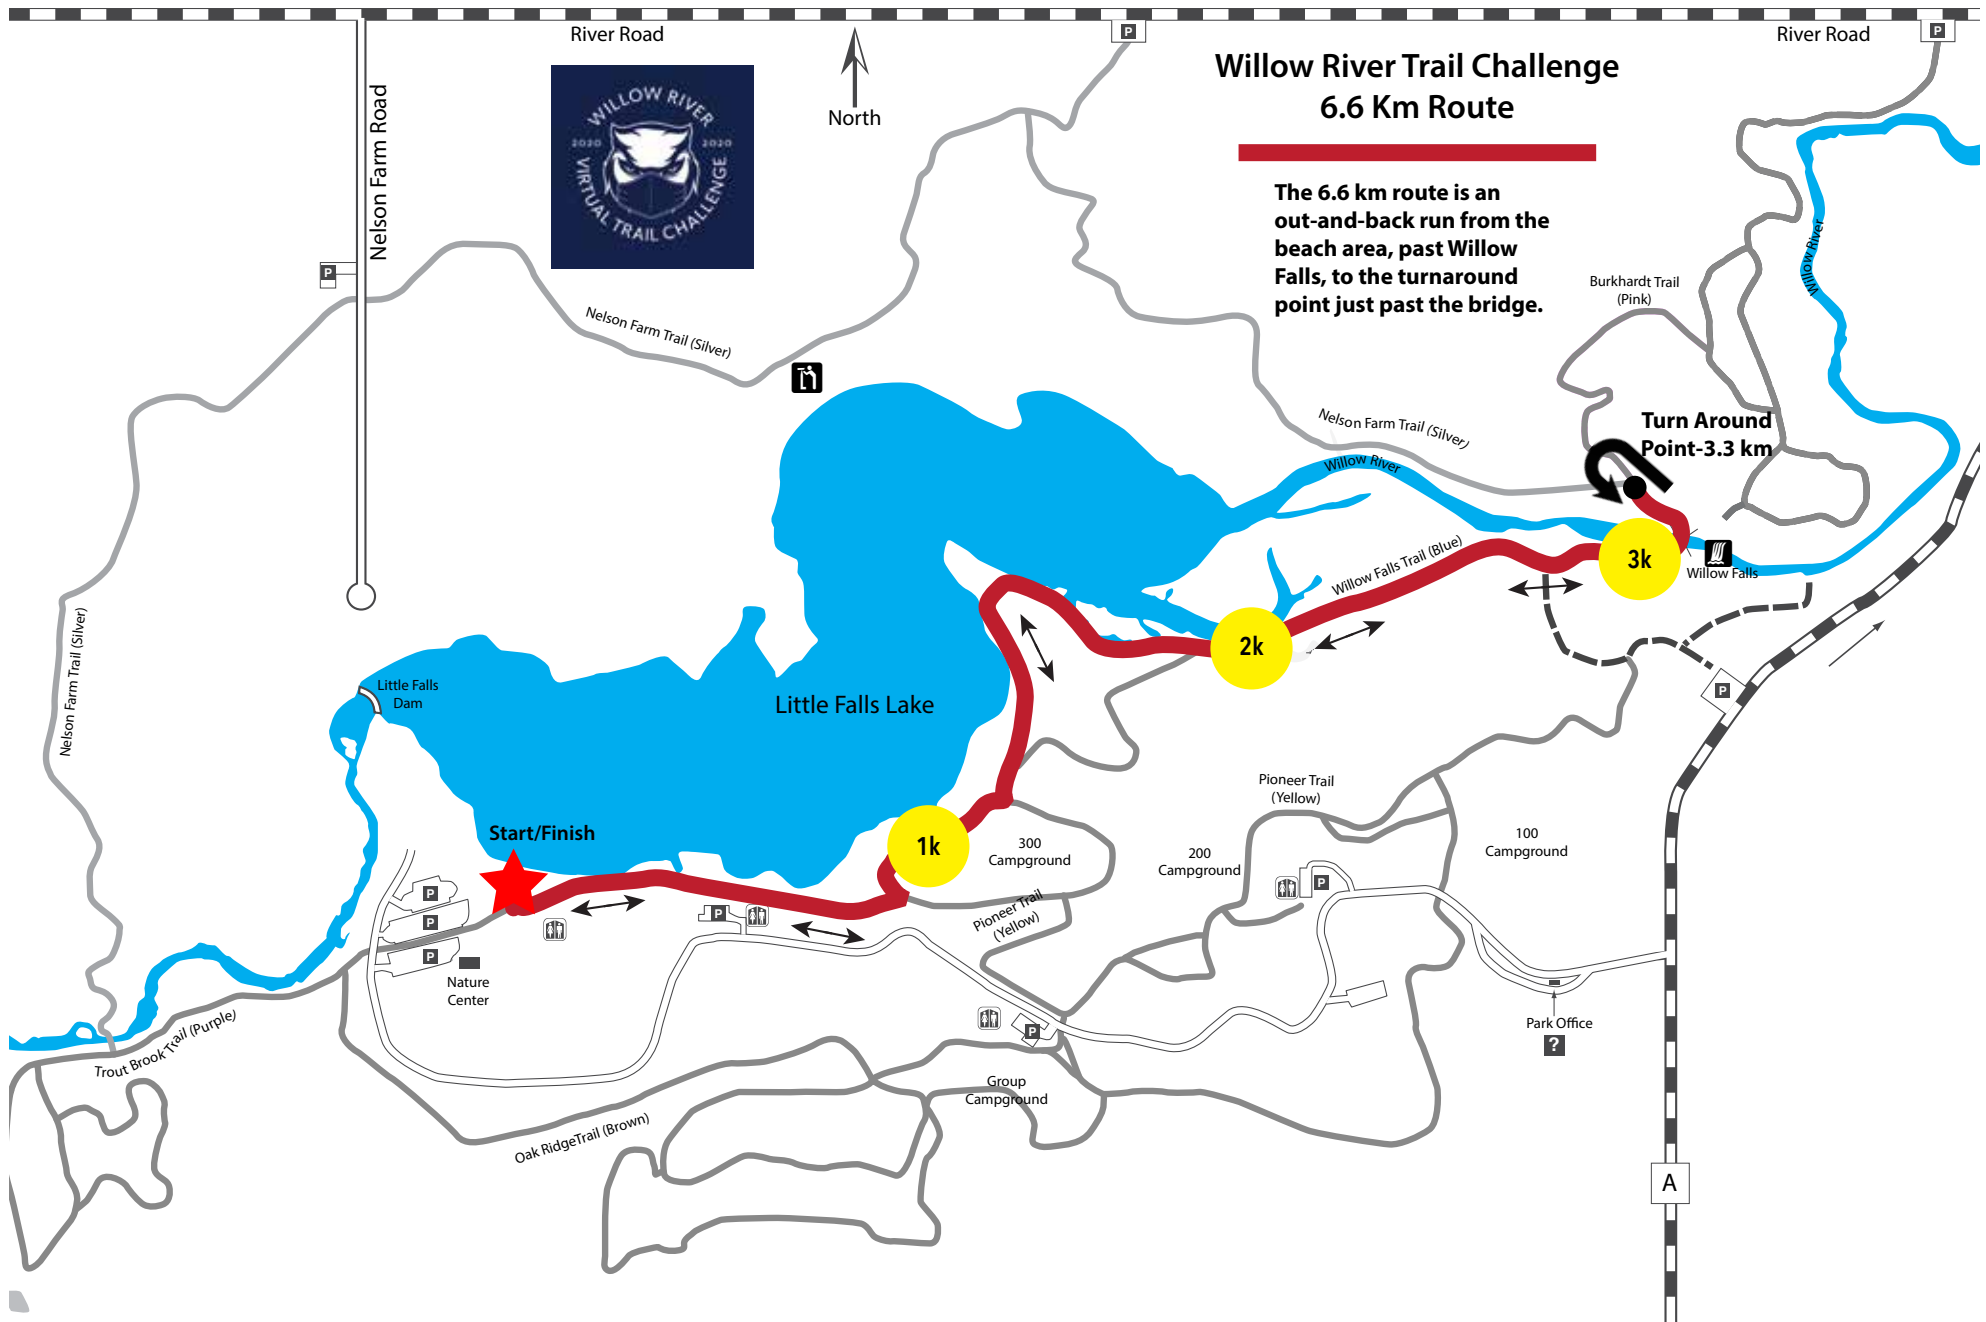 River Road
P
River Road
P
Willow River Trail Challenge
6.6 Km Route
The 6.6 km route is an
out-and-back run from the
beach area, past Willow
Falls, to the turnaround
point just past the bridge.
WILLOW RIVER
2020
2020
VIRTUAL TRAIL CHALLENGE
North
Nelson Farm Road
P
Nelson Farm Trail (Silver)
Willow River
Burkhardt Trail
(Pink)
Nelson Farm Trail (Silver)
Turn Around
Point-3.3 km
Willow River
3k
Willow Falls
Willow Falls Trail (Blue)
2k
Nelson Farm Trail (Silver)
Little Falls
Dam
Little Falls Lake
P
Pioneer Trail
(Yellow)
Start/Finish
1k
300
Campground
200
Campground
100
Campground
P
P
P
P
P
Pioneer Trail
(Yellow)
Nature
Center
Park Office
?
P
Trout Brook Trail (Purple)
Group
Campground
Oak RidgeTrail (Brown)
A